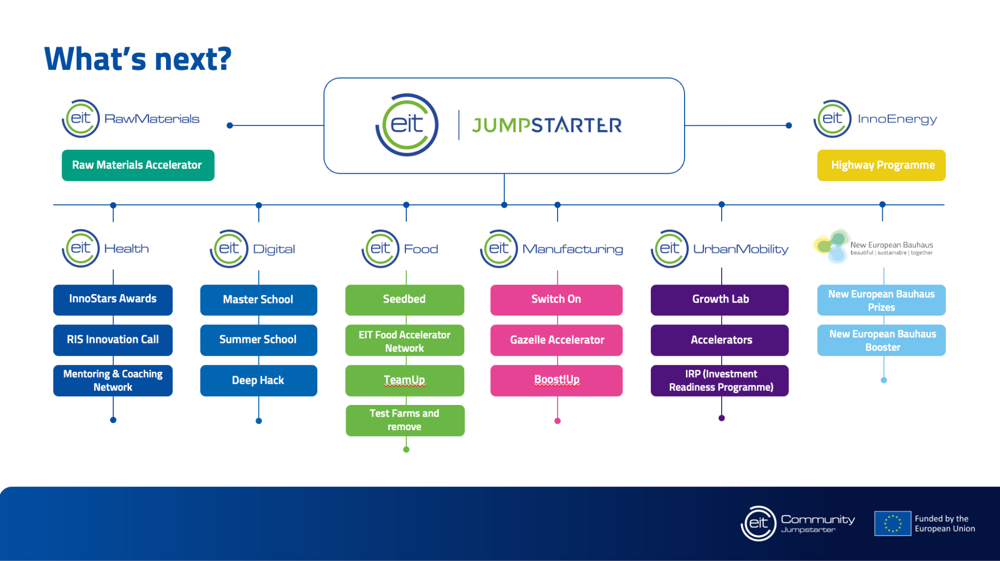 What's next?
eit RawMaterials
Raw Materials Accelerator
eit JUMPSTARTER
eit InnoEnergy
Highway Programme
eit Health
InnoStars Awards
RIS Innovation Call
Mentoring & Coaching
Network
eit Digital
Master School
Summer School
Deep Hack
eit Food
Seedbed
EIT Food Accelerator
Network
TeamUp
Test Farms and
remove
eit Manufacturing
Switch On
Gazelle Accelerator
Boost!Up
eit UrbanMobility
Growth Lab
Accelerators
IRP (Investment
Readiness Programme)
New European Bauhaus
beautiful | sustainable | together
New European Bauhaus
Prizes
New European Bauhaus
Booster
eit Community
Jumpstarter
Funded by the
European Union